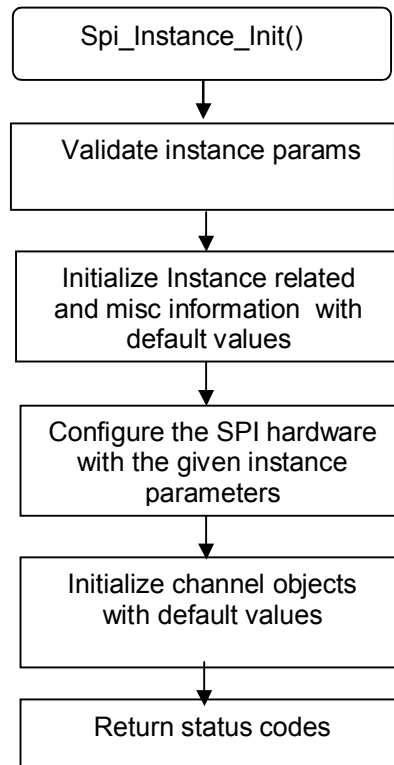 Spi_Instance_Init()
Validate instance params
Initialize Instance related
and misc information with
default values
Configure the SPI hardware
with the given instance
parameters
Initialize channel objects
with default values
Return status codes